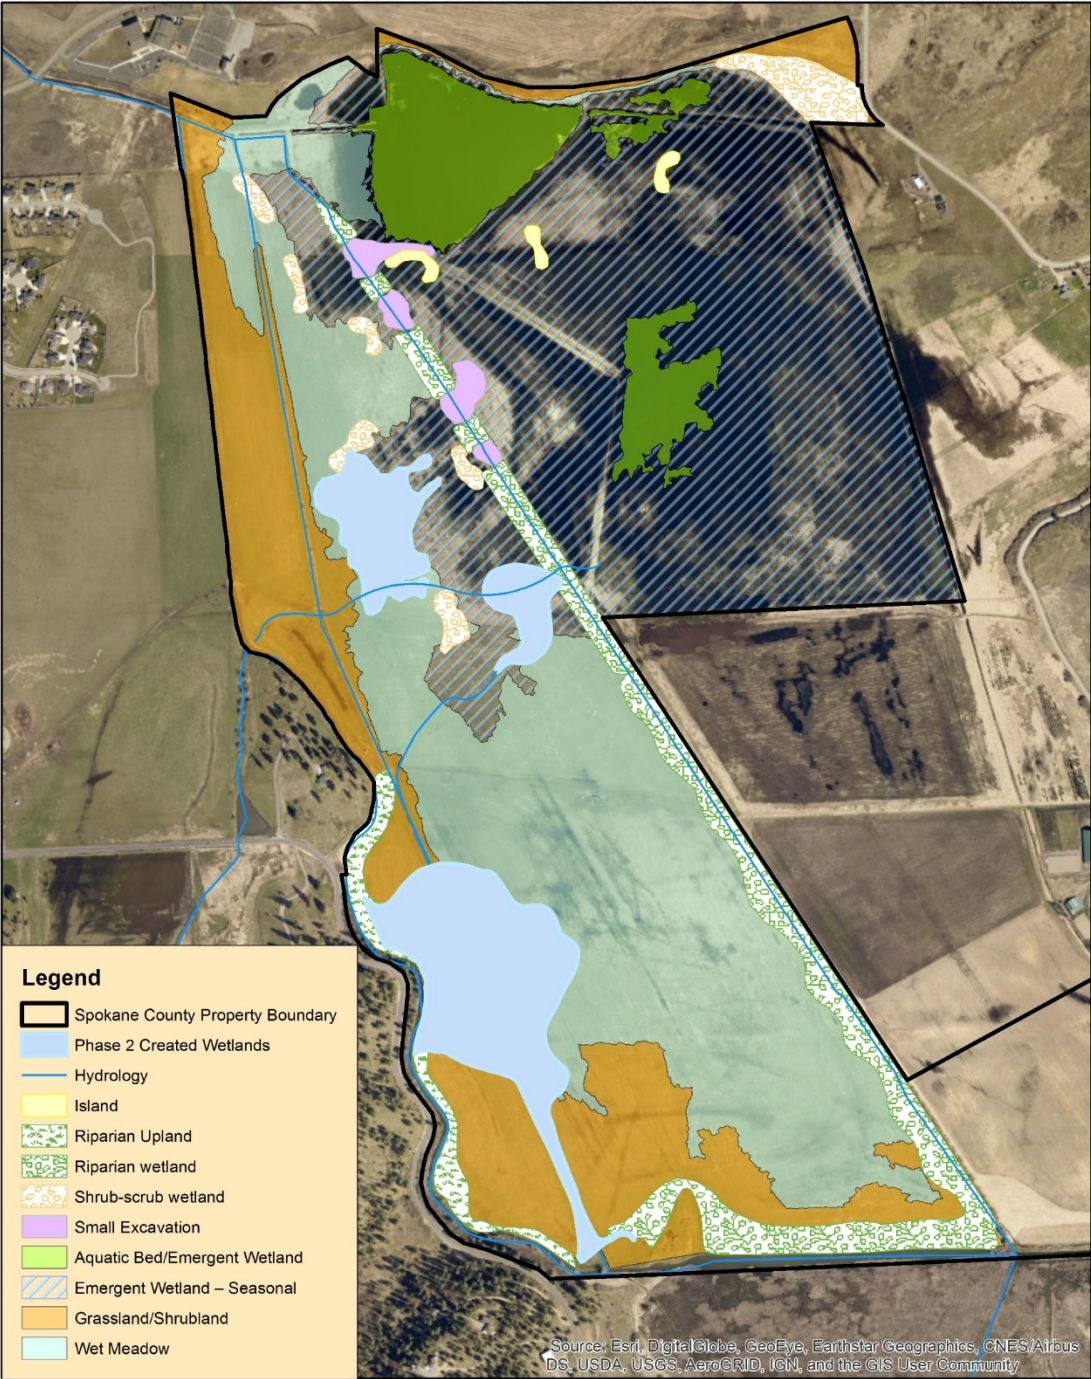 Legend
Spokane County Property Boundary
Phase 2 Created Wetlands
Hydrology
Island
Riparian Upland
Riparian wetland
Shrub-scrub wetland
Small Excavation
Aquatic Bed/Emergent Wetland
Emergent Wetland – Seasonal
Grassland/Shrubland
Wet Meadow
Source: Esri, DigitalGlobe, GeoEye, Earthstar Geographics, CNES/Airbus
DS, USDA, USGS, AeroGRID, IGN, and the GIS User Community